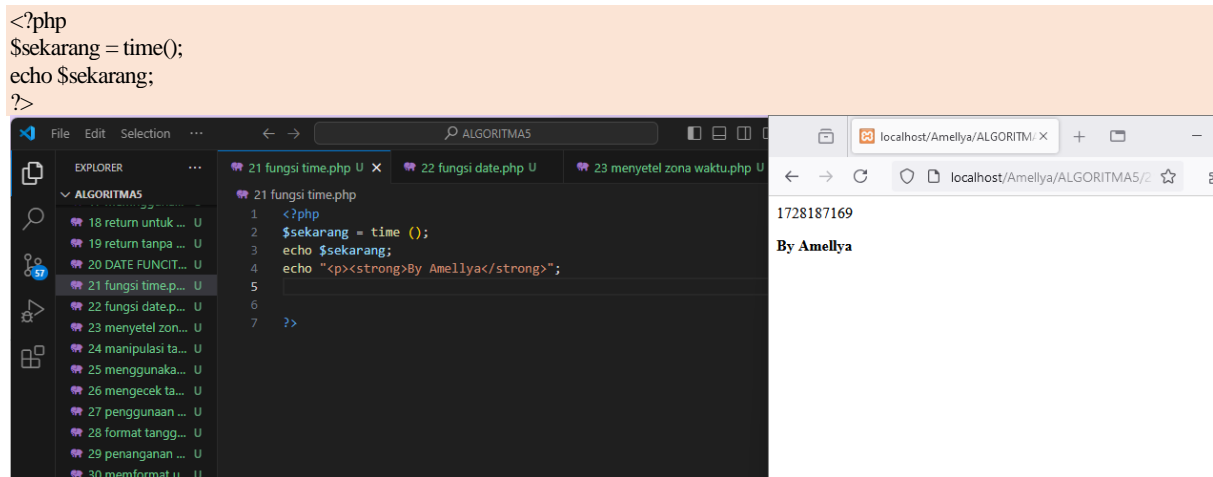 <?php
$sekarang = time();
echo $sekarang;
?>
File Edit Selection ··· ← → ALGORITMA5
localhost/Amellya/ALGORITM/ × +
EXPLORER ···
21 fungsi time.php U × 22 fungsi date.php U 23 menyetel zona waktu.php U
← → localhost/Amellya/ALGORITMA5/2
ALGORITMA5
21 fungsi time.php
1 <?php
2 $sekarang = time ();
3 echo $sekarang;
4 echo "<p><strong>By Amellya</strong>";
5
6
7 ?>
18 return untuk ... U
19 return tanpa ... U
20 DATE FUNCIT... U
21 fungsi time.p... U
22 fungsi date.p... U
23 menyetel zon... U
24 manipulasi ta... U
25 menggunaka... U
26 mengecek ta... U
27 penggunaan ... U
28 format tangg... U
29 penanganan ... U
30 memformat u... U
57
1728187169
By Amellya